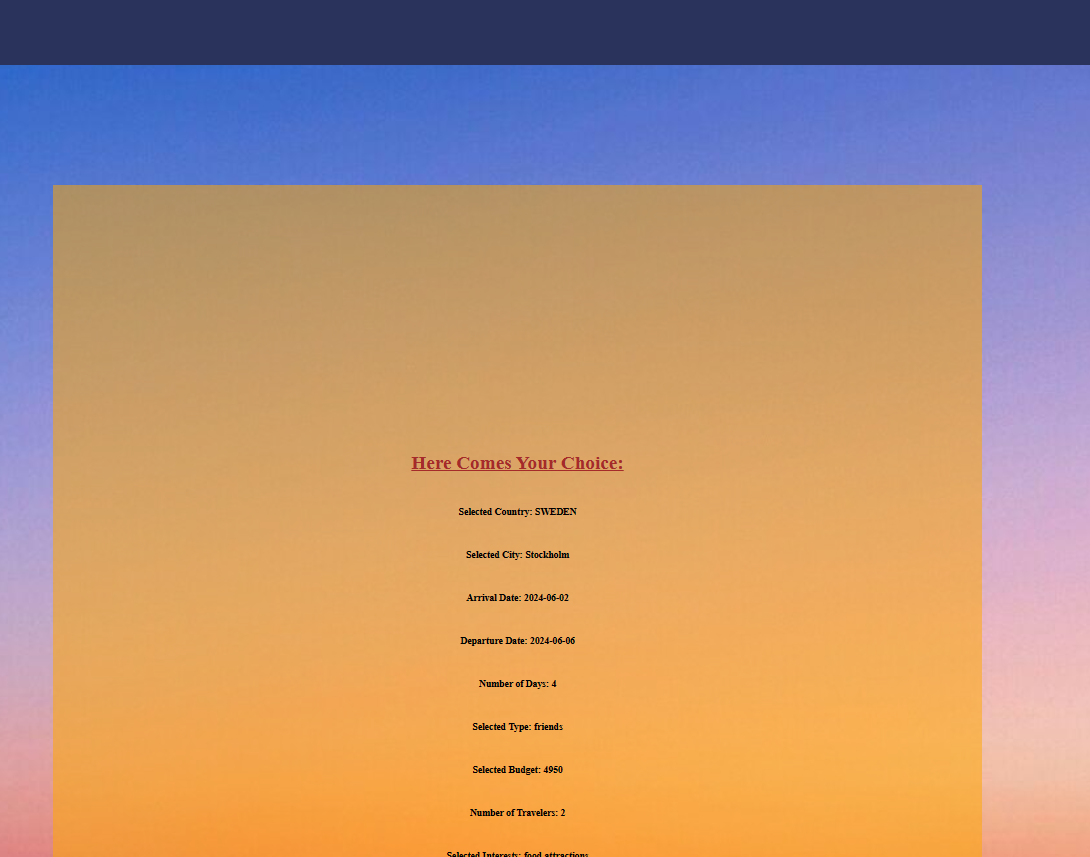 Here Comes Your Choice:
Selected Country: SWEDEN
Selected City: Stockholm
Arrival Date: 2024-06-02
Departure Date: 2024-06-06
Number of Days: 4
Selected Type: friends
Selected Budget: 4950
Number of Travelers: 2
Selected Interests: food attractions